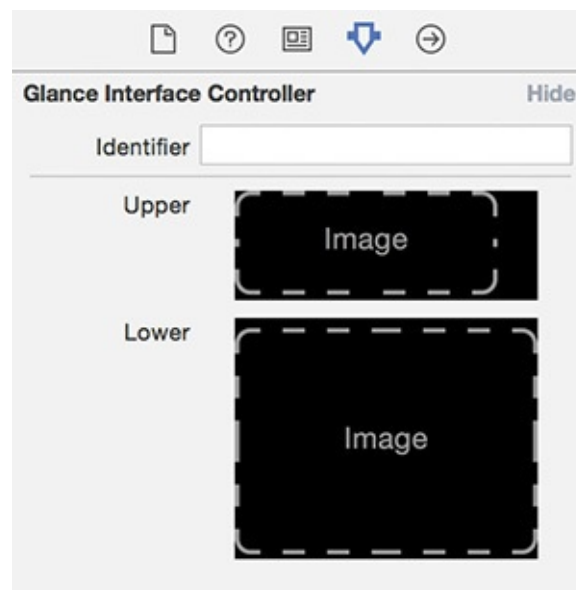 Glance Interface Controller Hide
Identifier
Upper
Image
Lower
Image